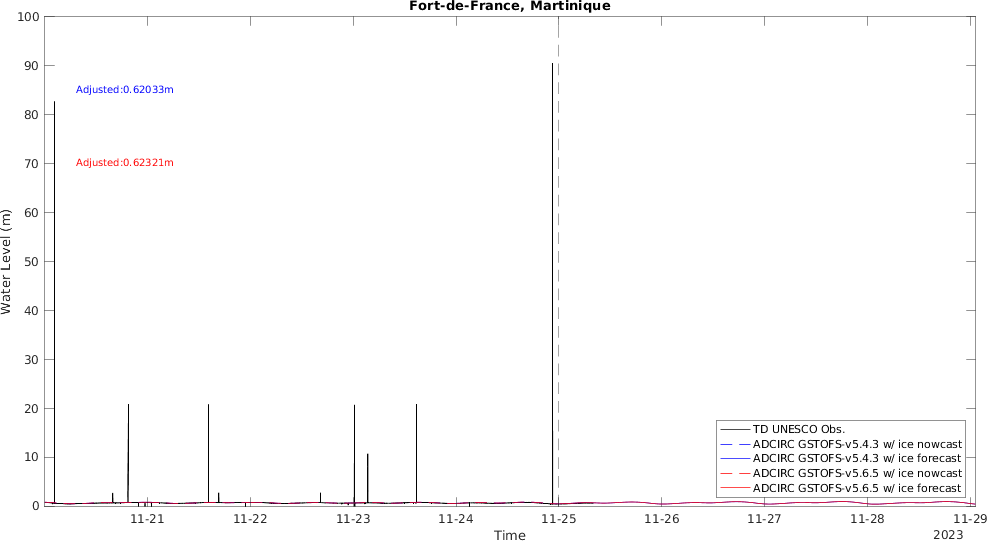 Fort-de-France, Martinique
100
90
80
70
60
50
40
30
20
10
0
Water Level (m)
Adjusted:0.62033m
Adjusted:0.62321m
TD UNESCO Obs.
ADCIRC GSTOFS-v5.4.3 w/ ice nowcast
ADCIRC GSTOFS-v5.4.3 w/ ice forecast
ADCIRC GSTOFS-v5.6.5 w/ ice nowcast
ADCIRC GSTOFS-v5.6.5 w/ ice forecast
11-21 11-22 11-23 11-24 11-25 11-26 11-27 11-28 11-29
Time
2023